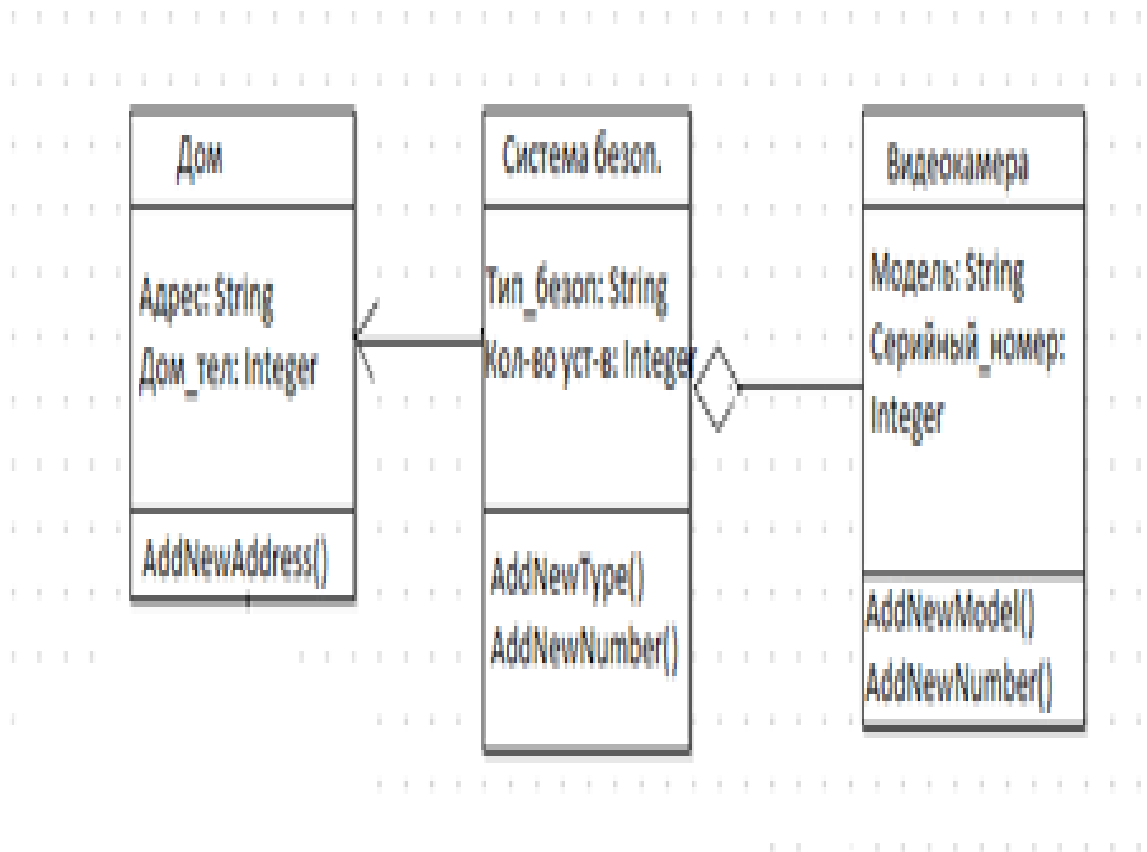 Дом
Адрес: String
Дом_тел: Integer
AddNewAddress()
Система безоп.
Тип_безоп: String
Кол-во уст-в: Integer
AddNewType()
AddNewNumber()
Видеокамера
Модель: String
Серийный_номер:
Integer
AddNewModel()
AddNewNumber()